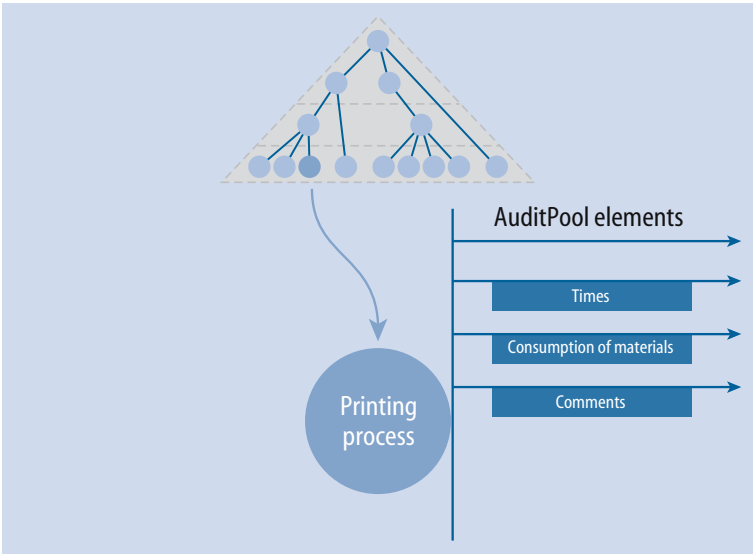 AuditPool elements
Times
Consumption of materials
Comments
Printing
process